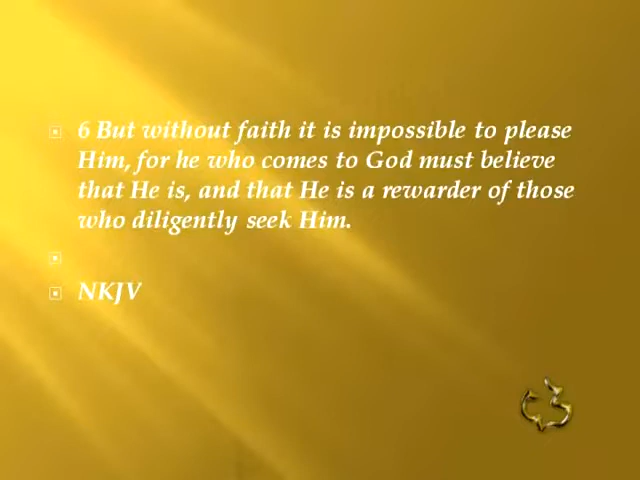 6 But without faith it is impossible to please
Him, for he who comes to God must believe
that He is, and that He is a rewarder of those
who diligently seek Him.
NKJV